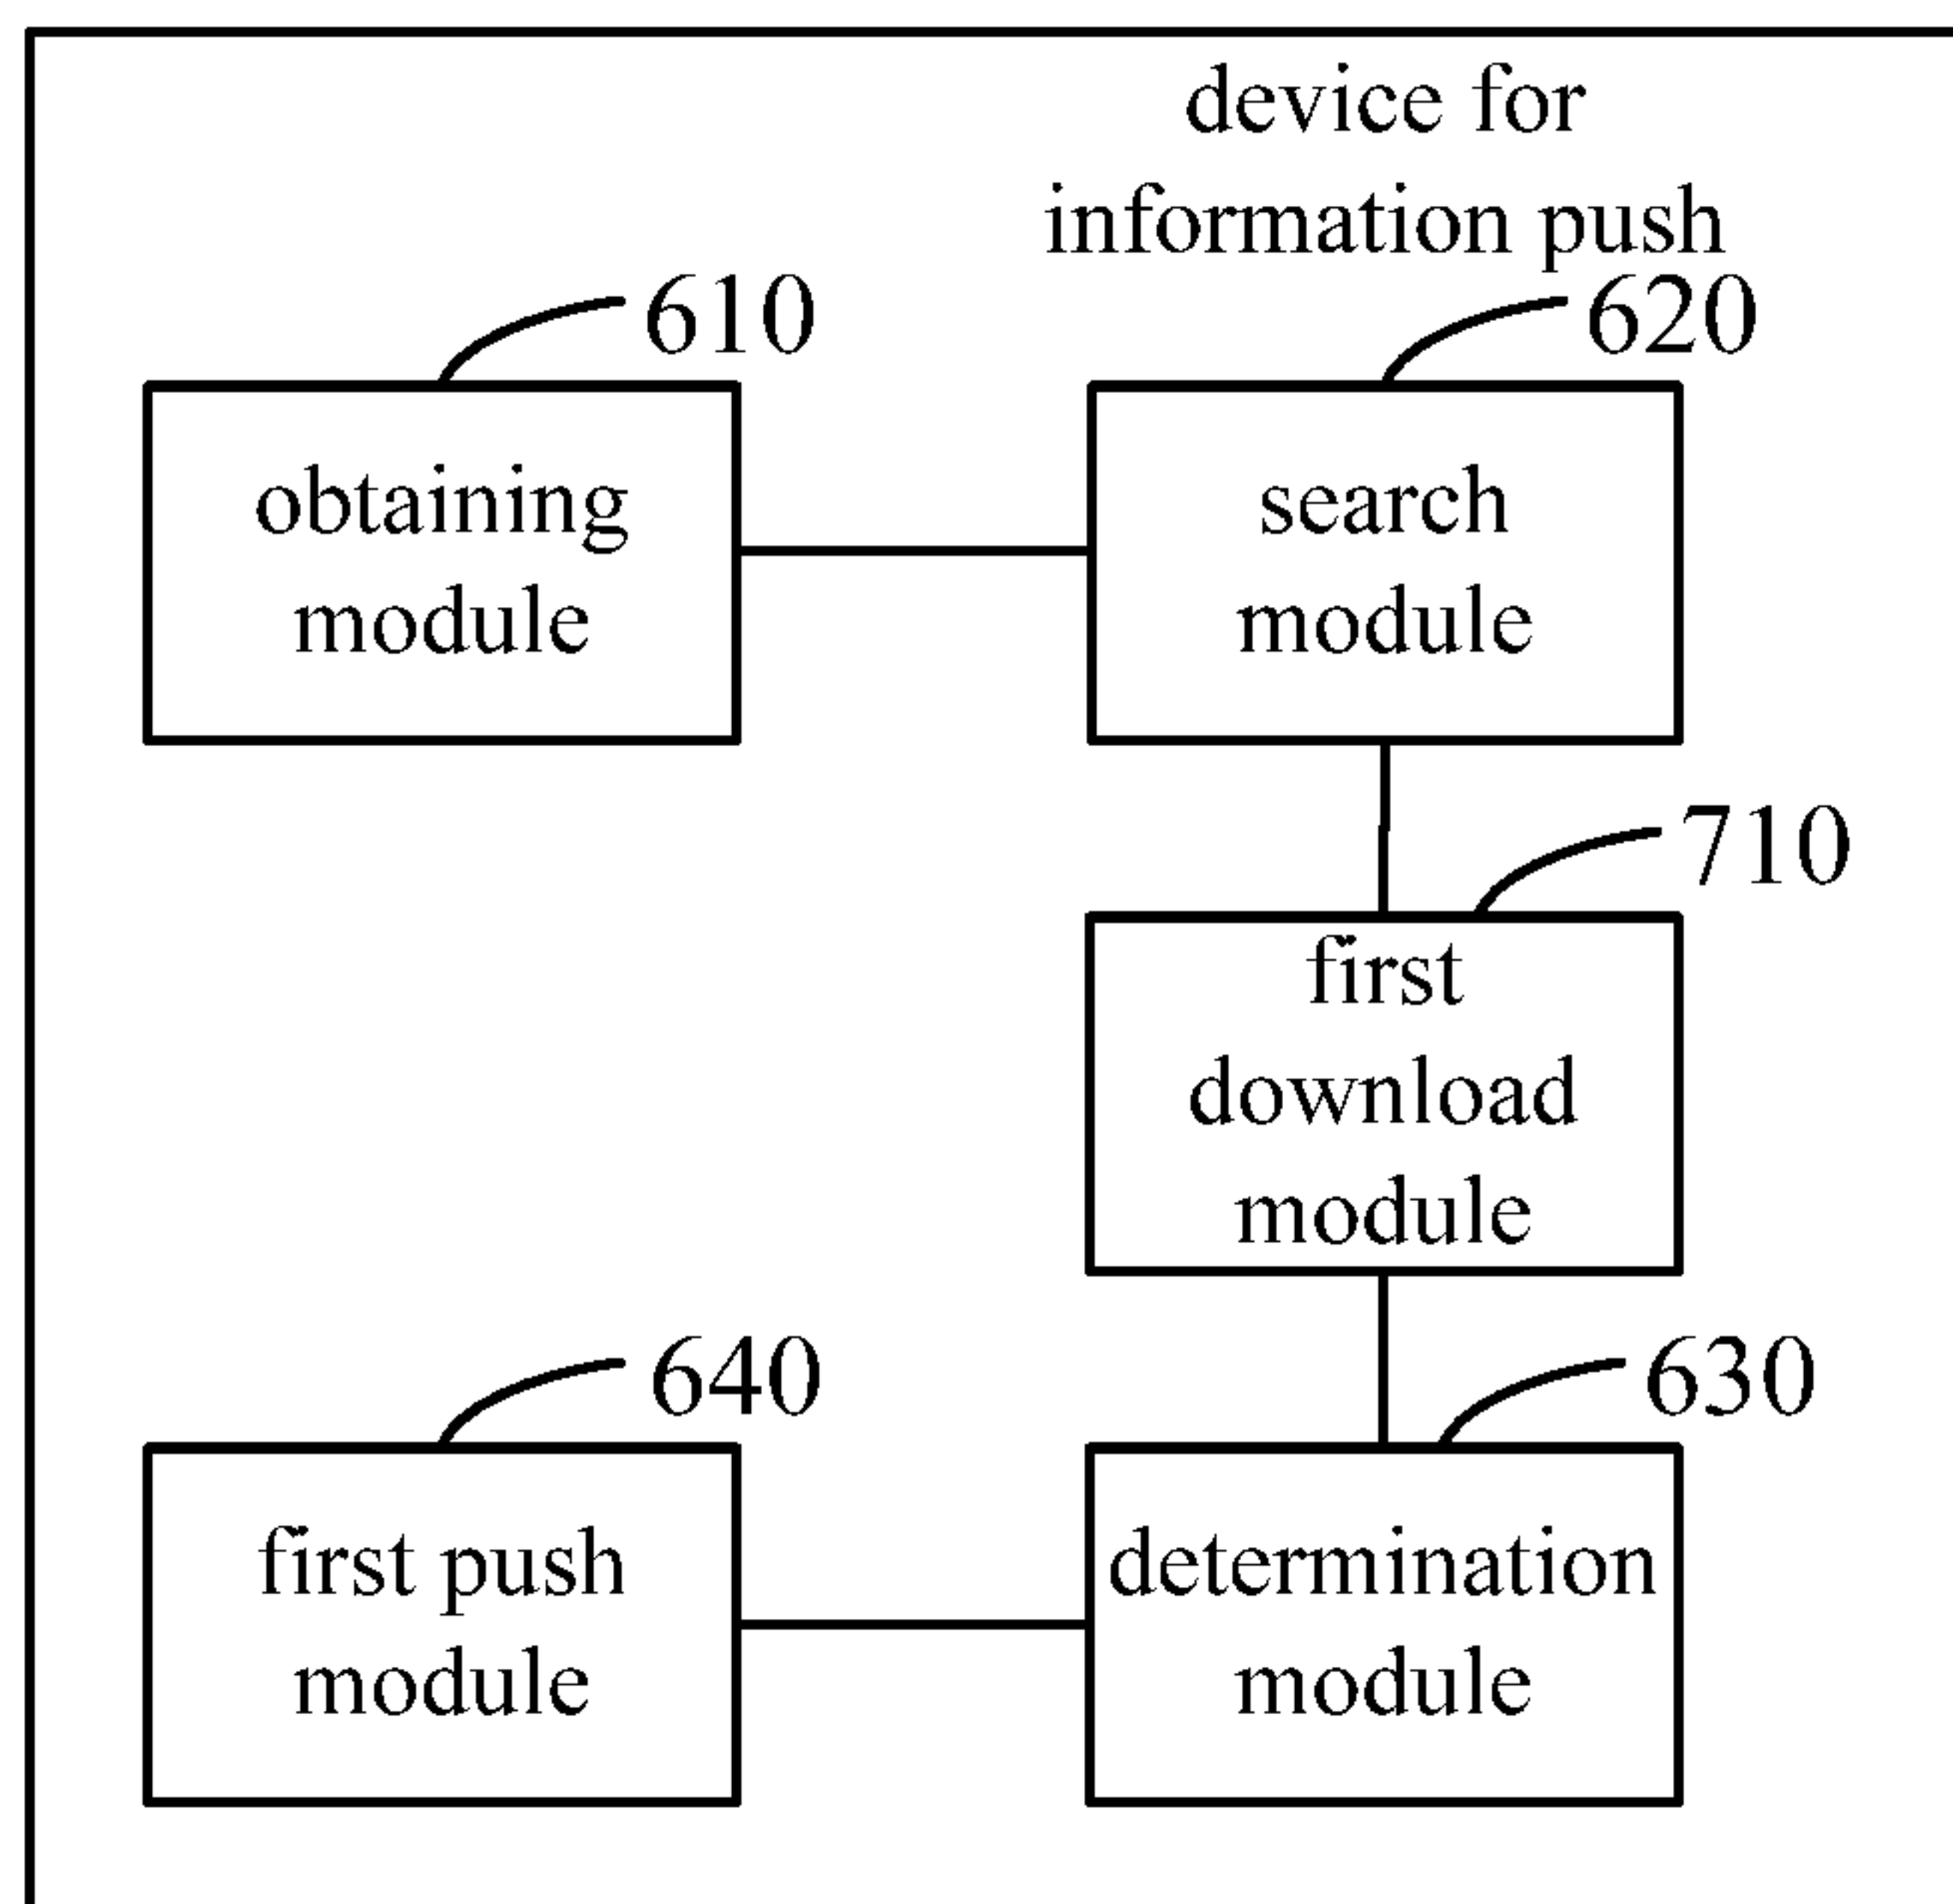 device for
information push
610
620
obtaining
module
search
module
710
first
download
module
640
630
first push
module
determination
module